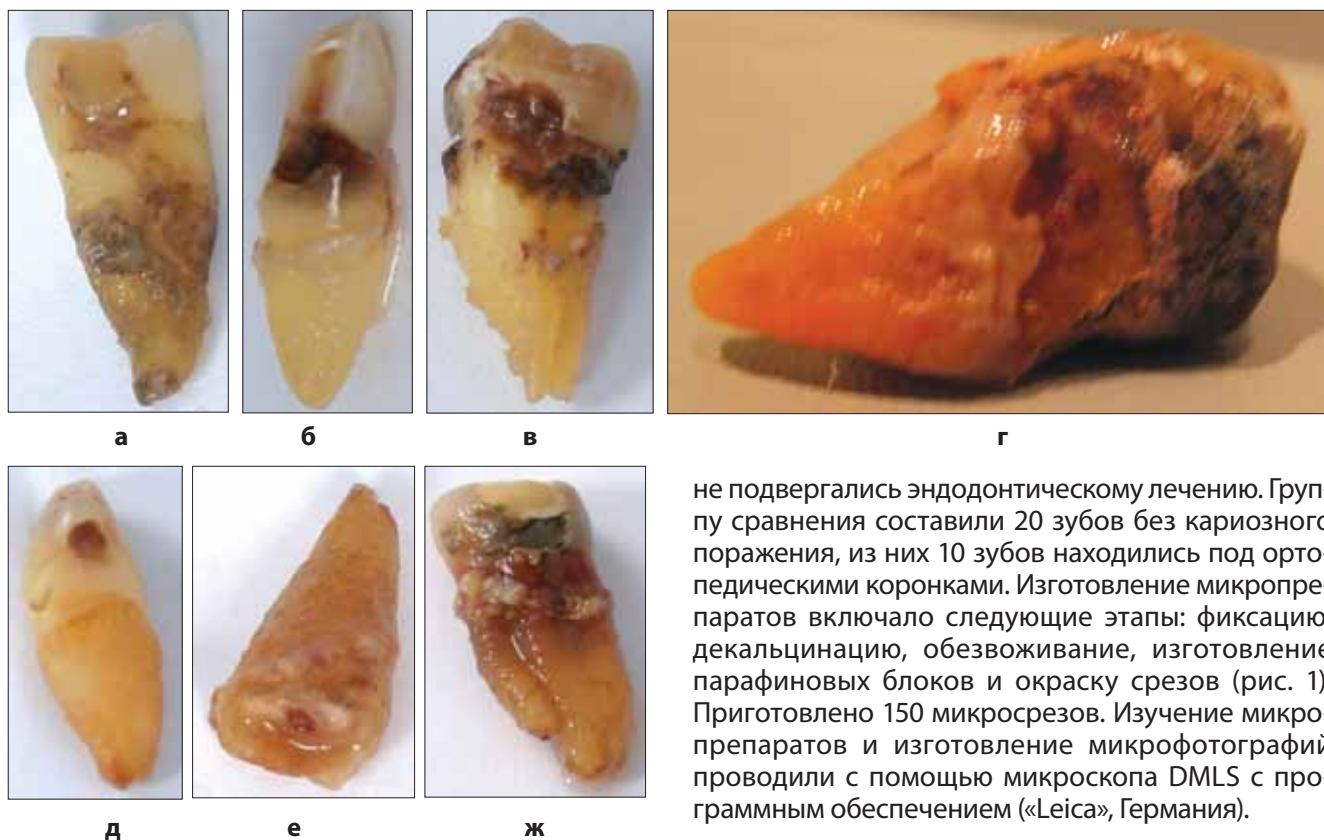 а
б
в
г
не подвергались эндодонтическому лечению. Груп-
пу сравнения составили 20 зубов без кариозного
поражения, из них 10 зубов находились под орто-
педическими коронками. Изготовление микропре-
паратов включало следующие этапы: фиксацию
декальцинацию, обезвоживание, изготовление
парафиновых блоков и окраску срезов (рис. 1)
Приготовлено 150 микросрезов. Изучение микро-
препаратов и изготовление микрофотографий
проводили с помощью микроскопа DMLS с про-
граммным обеспечением («Leica», Германия).
д
е
ж